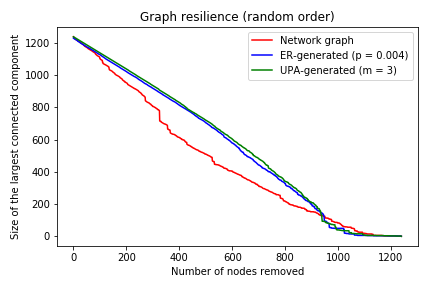 Graph resilience (random order)
Size of the largest connected component
1200
1000
800
600
400
200
0
Network graph
ER-generated (p = 0.004)
UPA-generated (m = 3)
0 200 400 600 800 1000 1200
Number of nodes removed